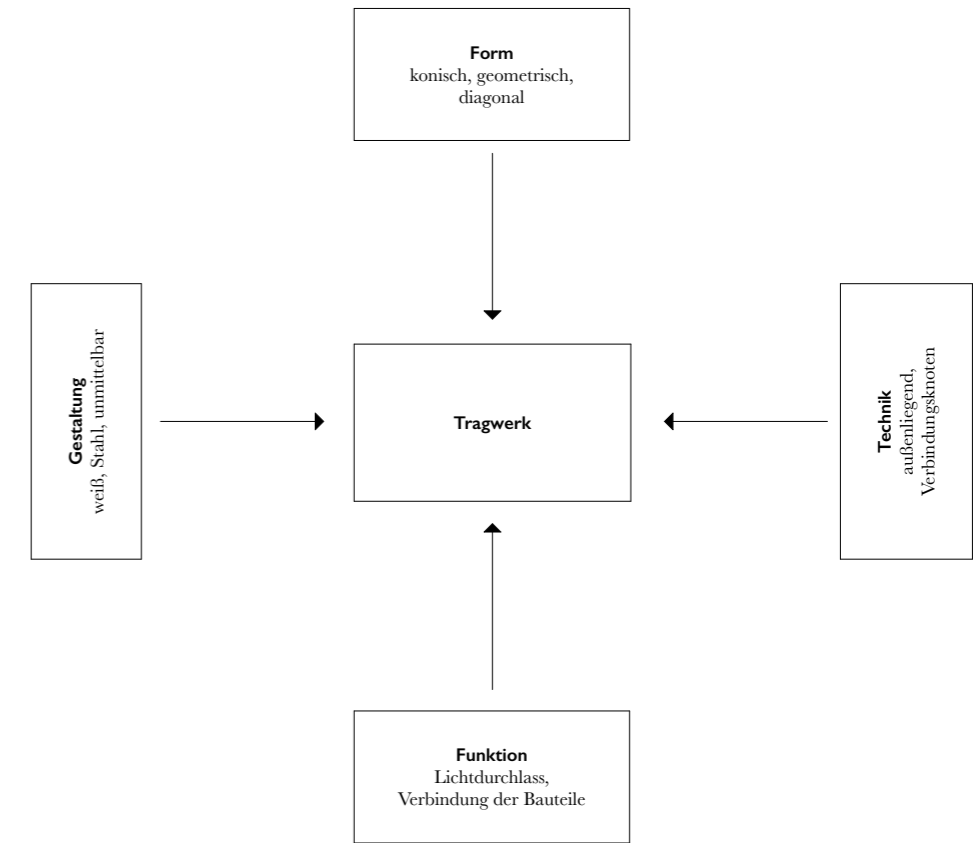 Form
konisch, geometrisch,
diagonal
Gestaltung
weiß, Stahl, unmittelbar
Tragwerk
Technik
außenliegend,
Verbindungsknoten
Funktion
Lichtdurchlass,
Verbindung der Bauteile